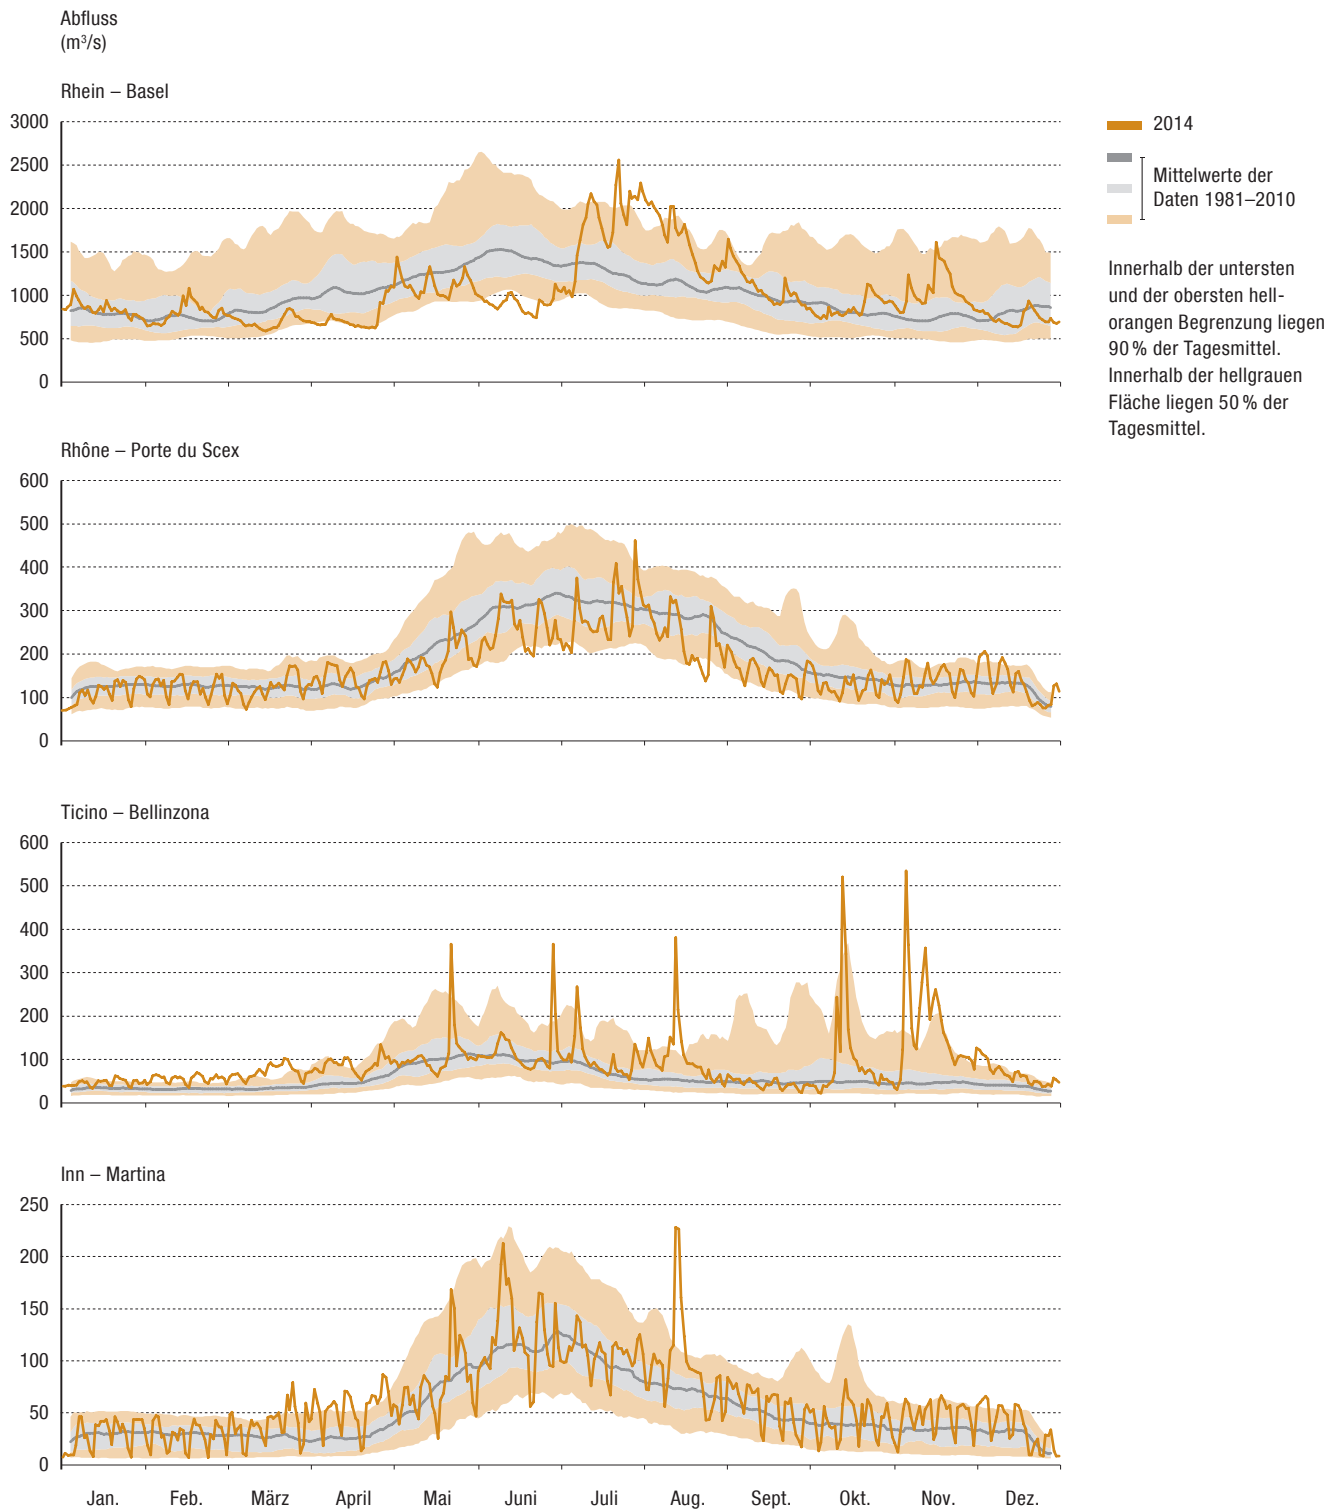 Abfluss
(m³/s)
Rhein – Basel
3000
2500
2000
1500
1000
500
0
2014
Mittelwerte der
Daten 1981–2010
Innerhalb der untersten
und der obersten hell-
orangen Begrenzung liegen
90 % der Tagesmittel.
Innerhalb der hellgrauen
Fläche liegen 50 % der
Tagesmittel.
Rhône – Porte du Scex
600
500
400
300
200
100
0
Ticino – Bellinzona
600
500
400
300
200
100
0
Inn – Martina
250
200
150
100
50
0
Jan. Feb. März April Mai Juni Juli Aug. Sept. Okt. Nov. Dez.